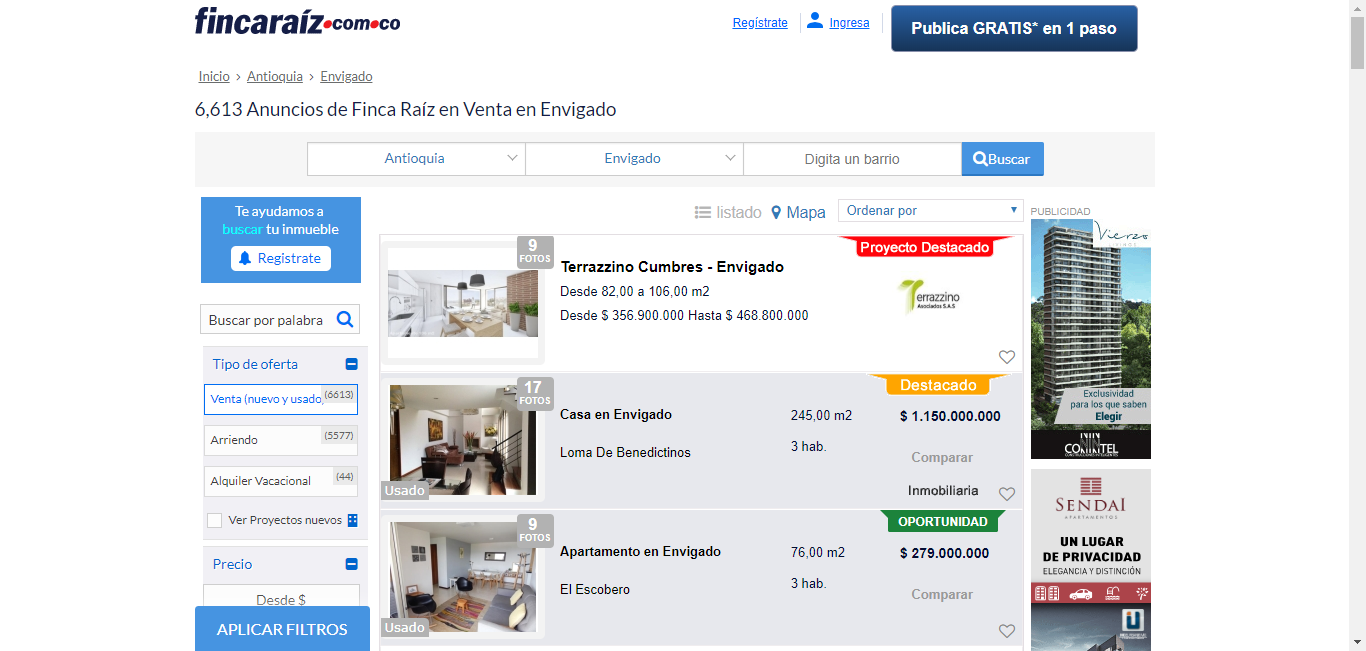 fincaraíz.com.co
Regístrate
Ingresa
Publica GRATIS* en 1 paso
Inicio > Antioquia > Envigado
6,613 Anuncios de Finca Raíz en Venta en Envigado
Antioquia
Envigado
Digita un barrio
Buscar
Te ayudamos a
buscar tu inmueble
Registrate
listado
Mapa
Ordenar por
PUBLICIDAD
Buscar por palabra
Tipo de oferta
Venta (nuevo y usado)
(6613)
Arriendo
(5577)
Alquiler Vacacional
(44)
Ver Proyectos nuevos
Precio
Desde $
APLICAR FILTROS
9
FOTOS
Proyecto Destacado
Terrazzino Cumbres - Envigado
Desde 82,00 a 106,00 m2
Desde $ 356.900.000 Hasta $ 468.800.000
Terrazzino
Asociados S.A.S
17
FOTOS
Destacado
Casa en Envigado
245,00 m2
$ 1.150.000.000
Loma De Benedictinos
3 hab.
Comparar
Usado
Inmobiliaria
9
FOTOS
OPORTUNIDAD
Apartamento en Envigado
76,00 m2
$ 279.000.000
El Escobero
3 hab.
Comparar
Usado
Vierzo
Exclusividad
para los que saben
Elegir
CONINTEL
CONSTRUCCIONES INTELIGENTES
SENDAI
APARTAMENTOS
UN LUGAR
DE PRIVACIDAD
ELEGANCIA Y DISTINCIÓN